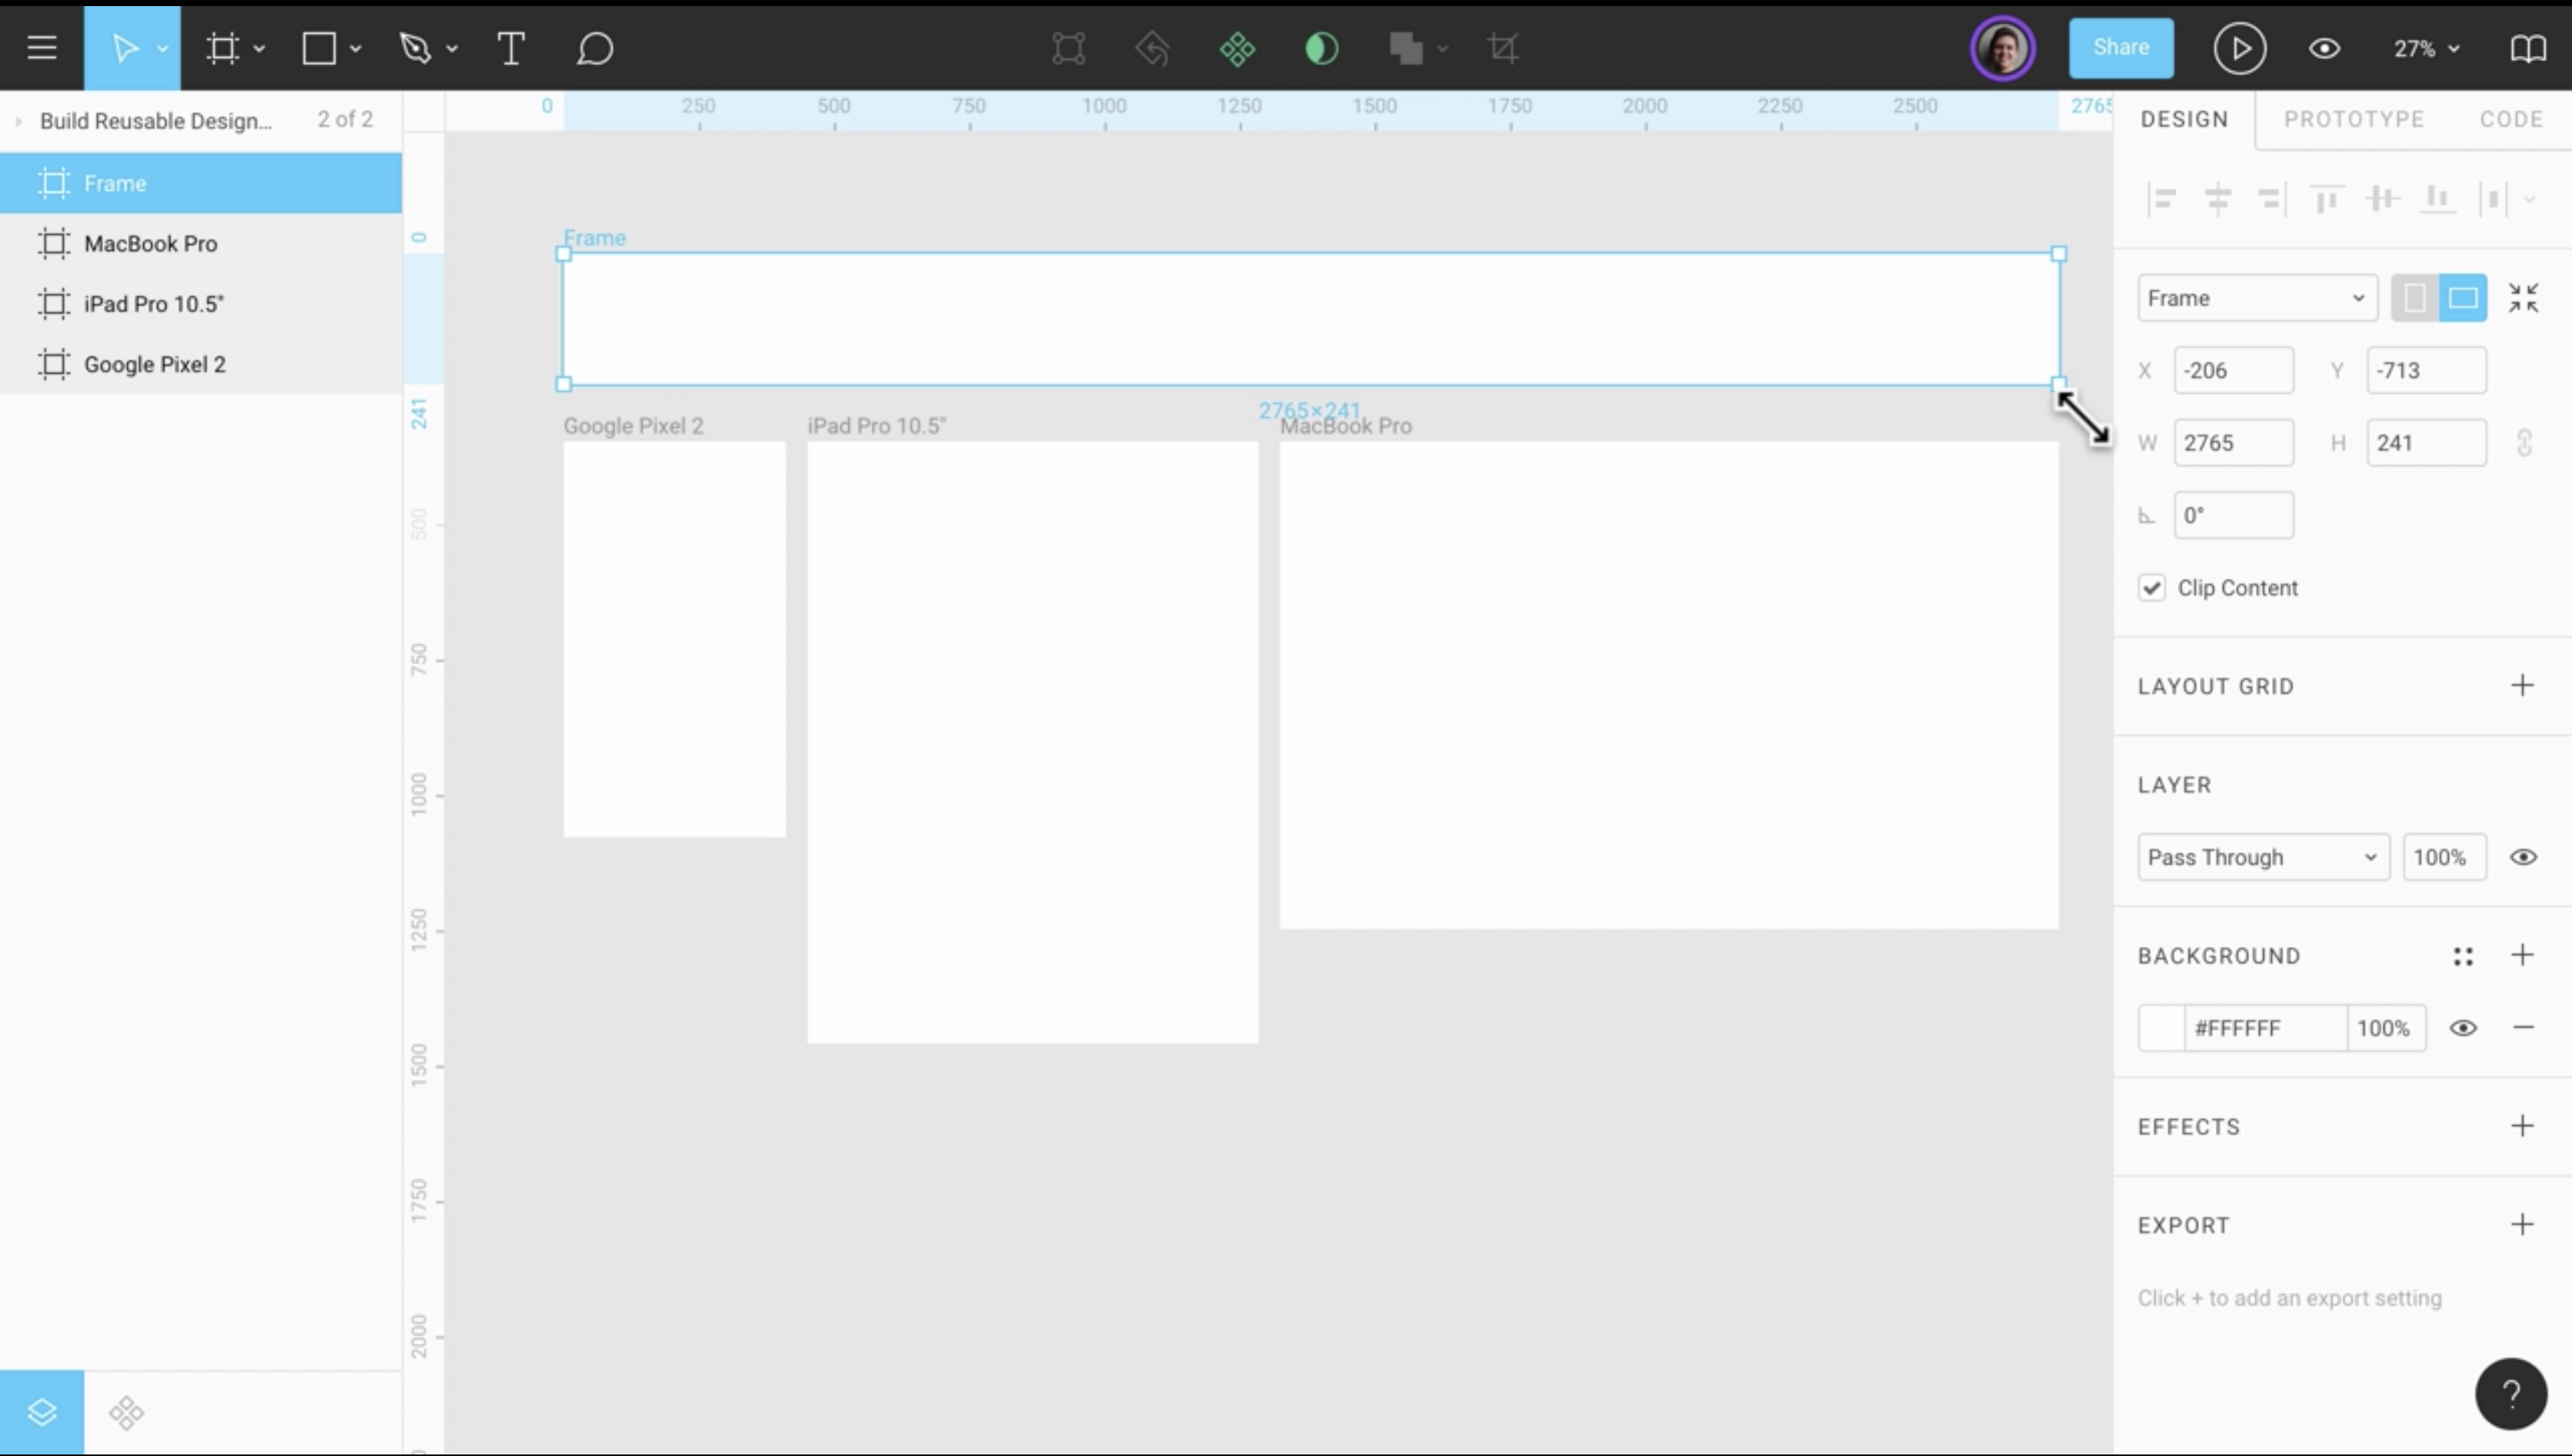 T
Share
27%
Build Reusable Design... 2 of 2
Frame
MacBook Pro
iPad Pro 10.5"
Google Pixel 2
0 250 500 750 1000 1250 1500 1750 2000 2250 2500 2765
0
241
500
750
1000
1250
1500
1750
2000
Frame
2765×241
Google Pixel 2
iPad Pro 10.5"
MacBook Pro
DESIGN PROTOTYPE CODE
Frame
X -206 Y -713
W 2765 H 241
0°
Clip Content
LAYOUT GRID
LAYER
Pass Through 100%
BACKGROUND
#FFFFFF 100%
EFFECTS
EXPORT
Click + to add an export setting
?